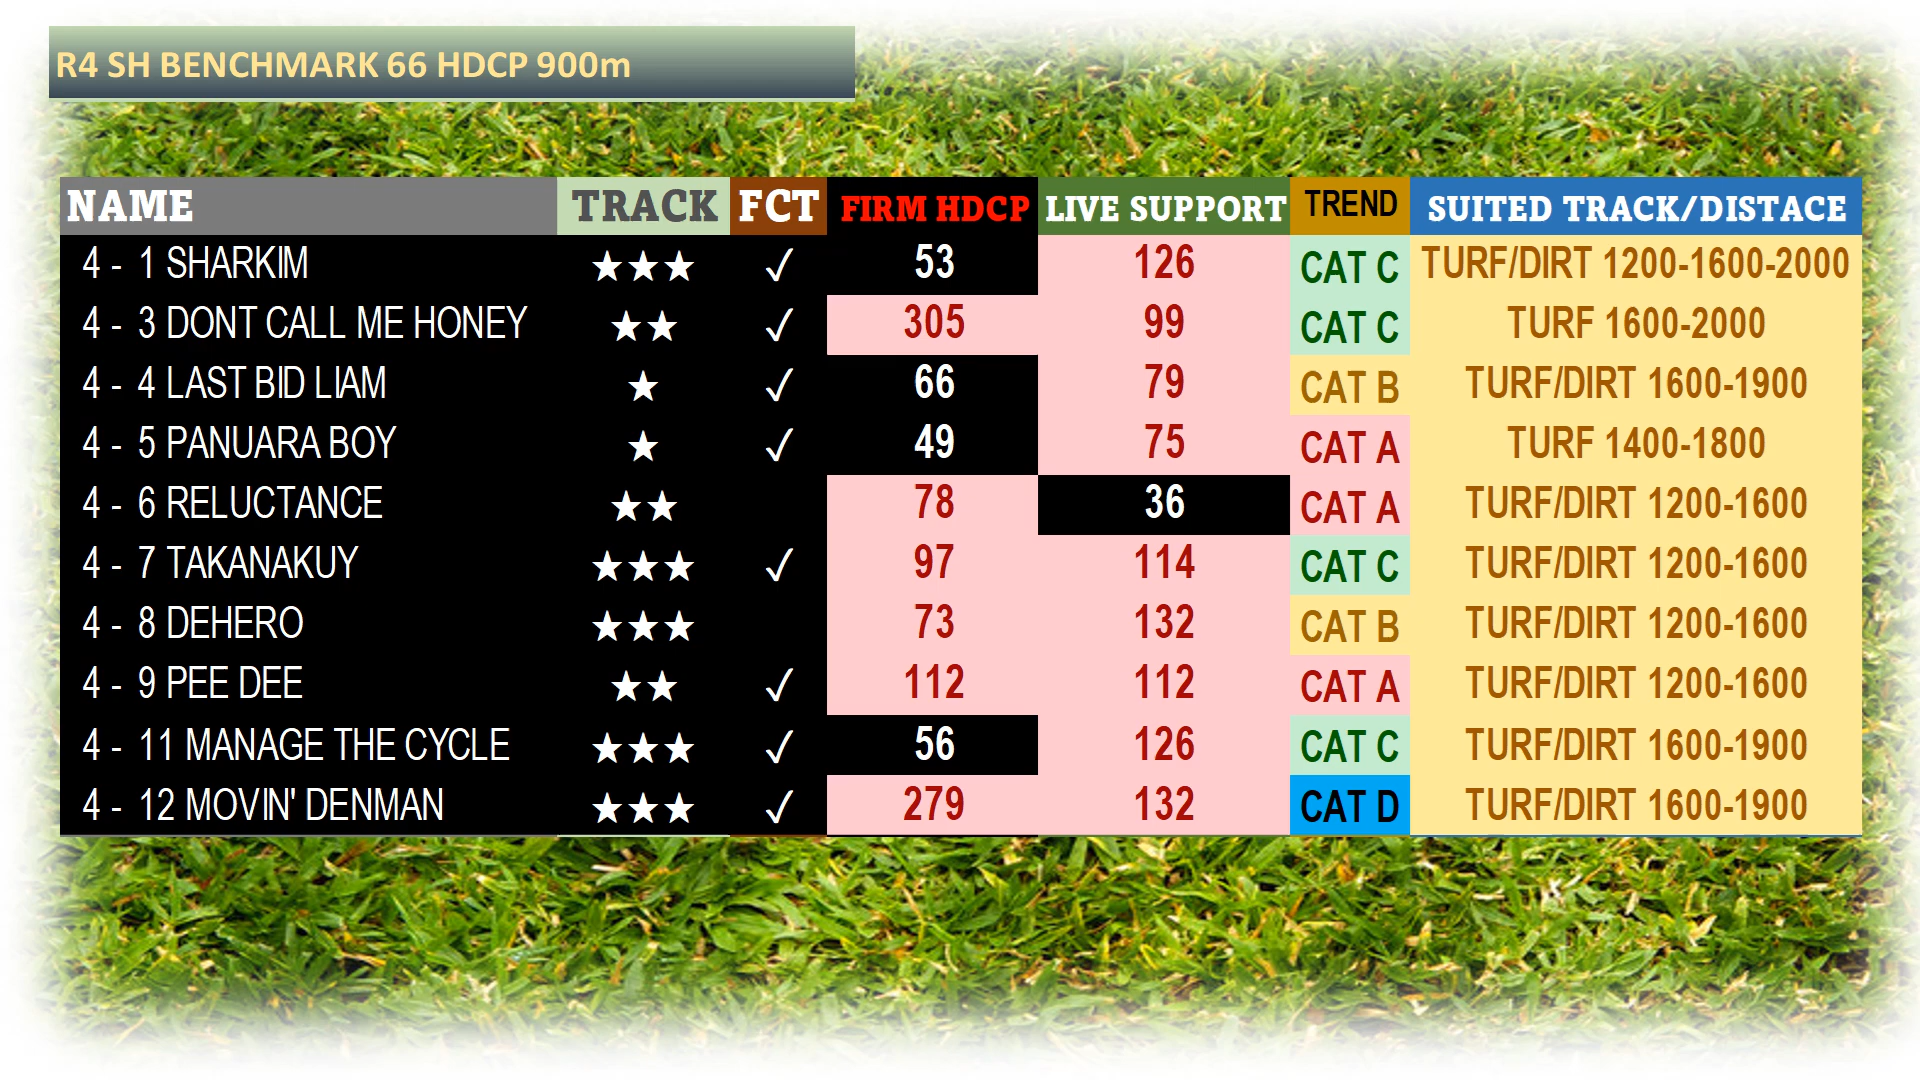 R4 SH BENCHMARK 66 HDCP 900m
NAME TRACK FCT FIRM HDCP LIVE SUPPORT TREND SUITED TRACK/DISTACE
4 - 1 SHARKIM ★★★ ✓ 53 126 CAT C TURF/DIRT 1200-1600-2000
4 - 3 DONT CALL ME HONEY ★★ ✓ 305 99 CAT C TURF 1600-2000
4 - 4 LAST BID LIAM ★ ✓ 66 79 CAT B TURF/DIRT 1600-1900
4 - 5 PANUARA BOY ★ ✓ 49 75 CAT A TURF 1400-1800
4 - 6 RELUCTANCE ★★ 78 36 CAT A TURF/DIRT 1200-1600
4 - 7 TAKANAKUY ★★★ ✓ 97 114 CAT C TURF/DIRT 1200-1600
4 - 8 DEHERO ★★★ 73 132 CAT B TURF/DIRT 1200-1600
4 - 9 PEE DEE ★★ ✓ 112 112 CAT A TURF/DIRT 1200-1600
4 - 11 MANAGE THE CYCLE ★★★ ✓ 56 126 CAT C TURF/DIRT 1600-1900
4 - 12 MOVIN' DENMAN ★★★ ✓ 279 132 CAT D TURF/DIRT 1600-1900